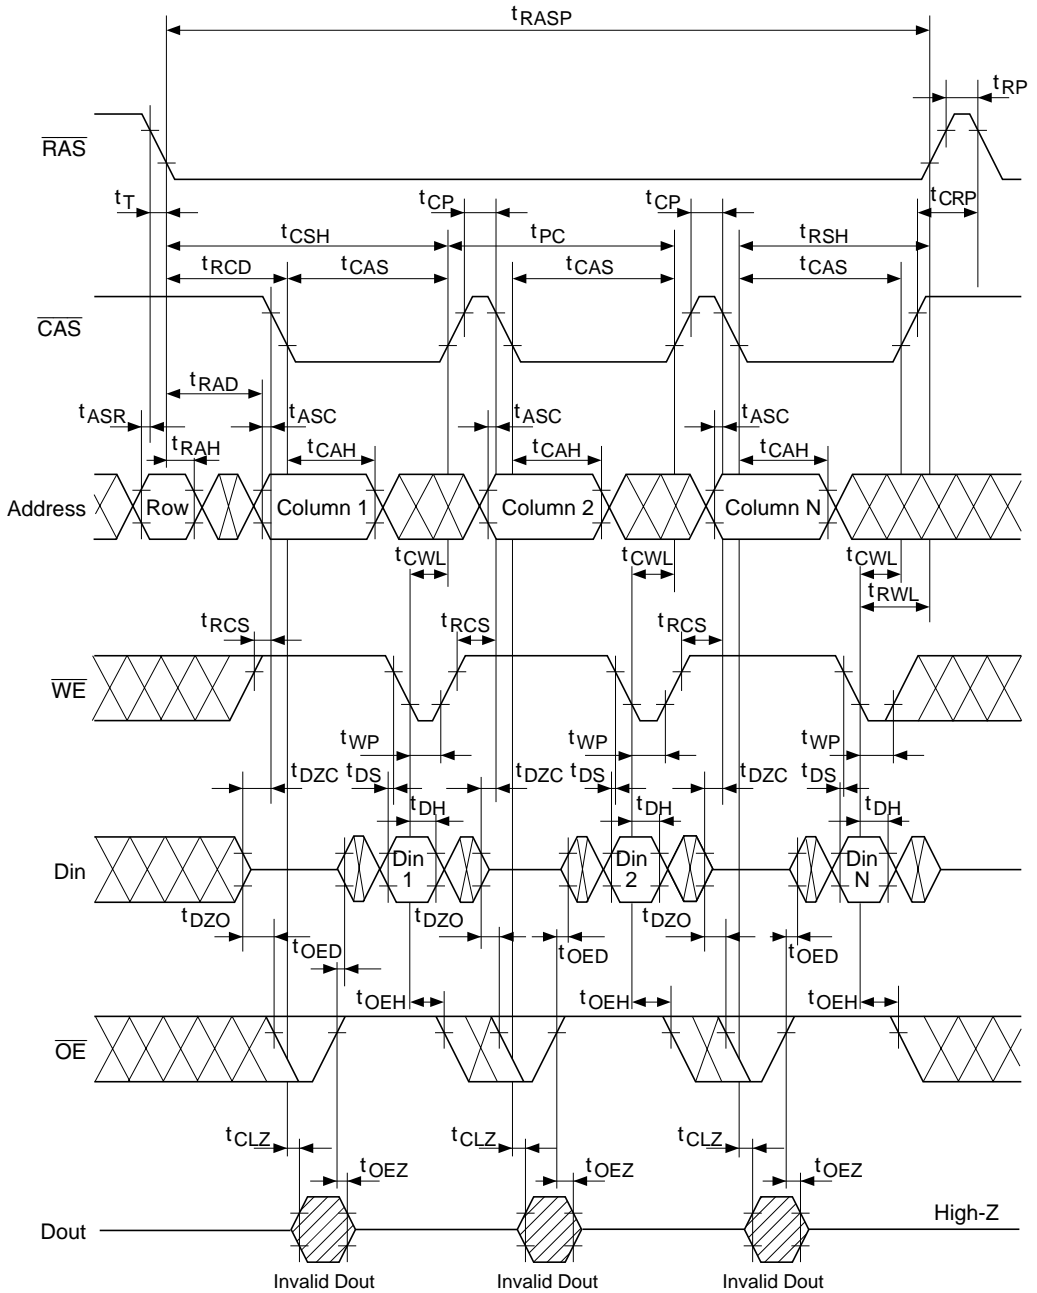 tRASP
tRP
RAS
tT
tCP
tCP
tCRP
tCSH
tPC
tRSH
tRCD
tCAS
tCAS
tCAS
CAS
tRAD
tASR
tASC
tASC
tASC
tRAH
tCAH
tCAH
tCAH
Address
Row
Column 1
Column 2
Column N
tCWL
tCWL
tCWL
tRWL
tRCS
tRCS
tRCS
WE
tWP
tWP
tWP
tDZC
tDS
tDZC
tDS
tDZC
tDS
tDH
tDH
tDH
Din
Din 1
Din 2
Din N
tDZO
tDZO
tDZO
tOED
tOED
tOED
tOEH
tOEH
tOEH
OE
tCLZ
tCLZ
tCLZ
tOEZ
tOEZ
tOEZ
Dout
High-Z
Invalid Dout
Invalid Dout
Invalid Dout